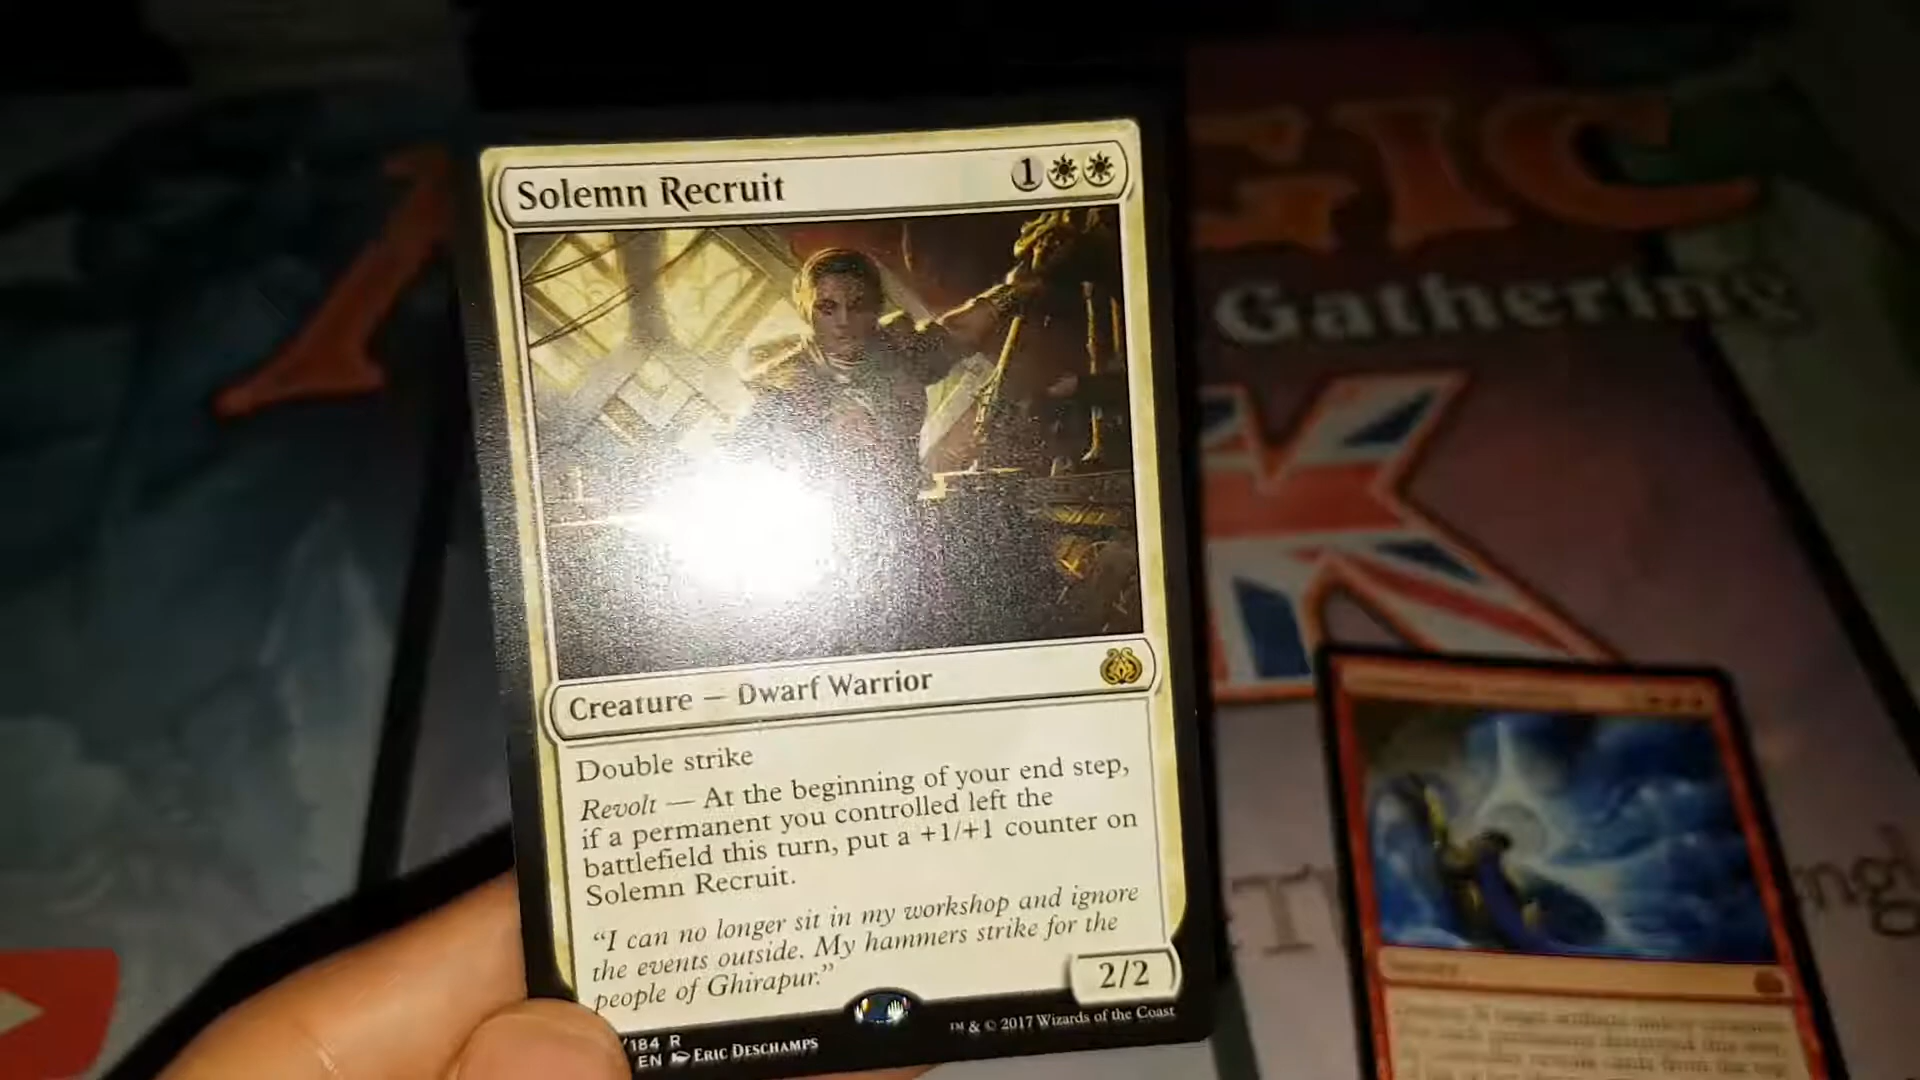 Solemn Recruit 1
Creature — Dwarf Warrior
Double strike
Revolt — At the beginning of your end step,
if a permanent you controlled left the
battlefield this turn, put a +1/+1 counter on
Solemn Recruit.
“I can no longer sit in my workshop and ignore
the events outside. My hammers strike for the
people of Ghirapur.”
2/2
/184 R
EN Eric Deschamps
™ & © 2017 Wizards of the Coast
GIC
Gathering
K